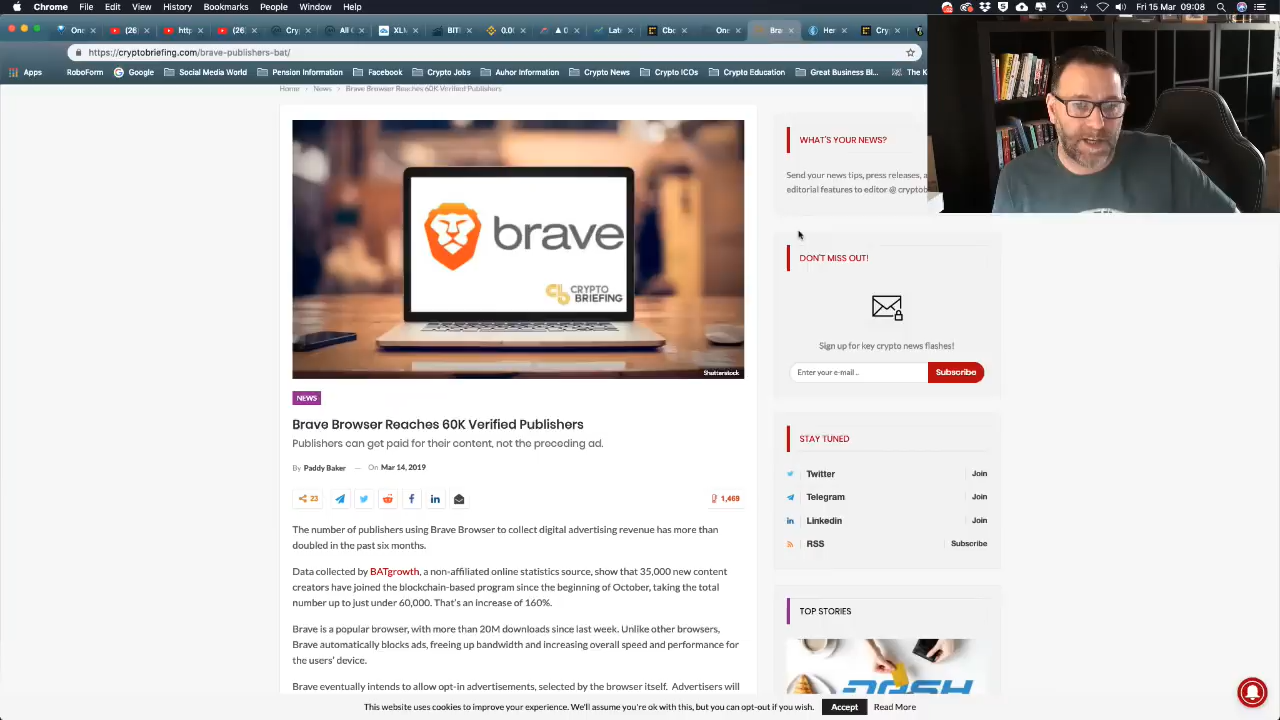 Chrome File Edit View History Bookmarks People Window Help
Fri 15 Mar 09:08
https://cryptobriefing.com/brave-publishers-bat/
Apps RoboForm Google Social Media World Pension Information Facebook Crypto Jobs Auhor Information Crypto News Crypto ICOs Crypto Education Great Business Bl...
Home News Brave Browser Reaches 60K Verified Publishers
brave
CRYPTO
BRIEFING
Shutterstock
NEWS
Brave Browser Reaches 60K Verified Publishers
Publishers can get paid for their content, not the preceding ad.
By Paddy Baker — On Mar 14, 2019
23
1,469
The number of publishers using Brave Browser to collect digital advertising revenue has more than
doubled in the past six months.
Data collected by BATgrowth, a non-affiliated online statistics source, show that 35,000 new content
creators have joined the blockchain-based program since the beginning of October, taking the total
number up to just under 60,000. That's an increase of 160%.
Brave is a popular browser, with more than 20M downloads since last week. Unlike other browsers,
Brave automatically blocks ads, freeing up bandwidth and increasing overall speed and performance for
the users' device.
Brave eventually intends to allow opt-in advertisements, selected by the browser itself. Advertisers will
WHAT'S YOUR NEWS?
Send your news tips, press releases,
editorial features to editor @
DON'T MISS OUT!
Sign up for key crypto news flashes!
Enter your e-mail .. Subscribe
STAY TUNED
Twitter Join
Telegram Join
Linkedin Join
RSS Subscribe
TOP STORIES
DASH
This website uses cookies to improve your experience. We'll assume you're ok with this, but you can opt-out if you wish. Accept Read More